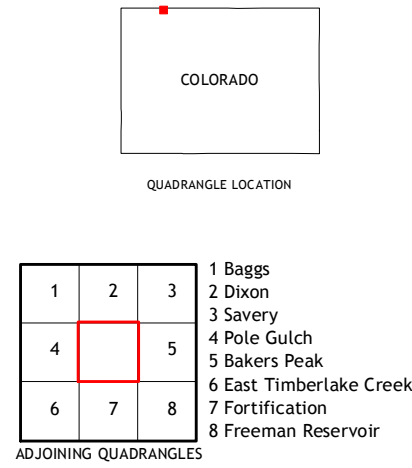 COLORADO
QUADRANGLE LOCATION
1 2 3
4 5
6 7 8
1 Baggs
2 Dixon
3 Savery
4 Pole Gulch
5 Bakers Peak
6 East Timberlake Creek
7 Fortification
8 Freeman Reservoir
ADJOINING QUADRANGLES